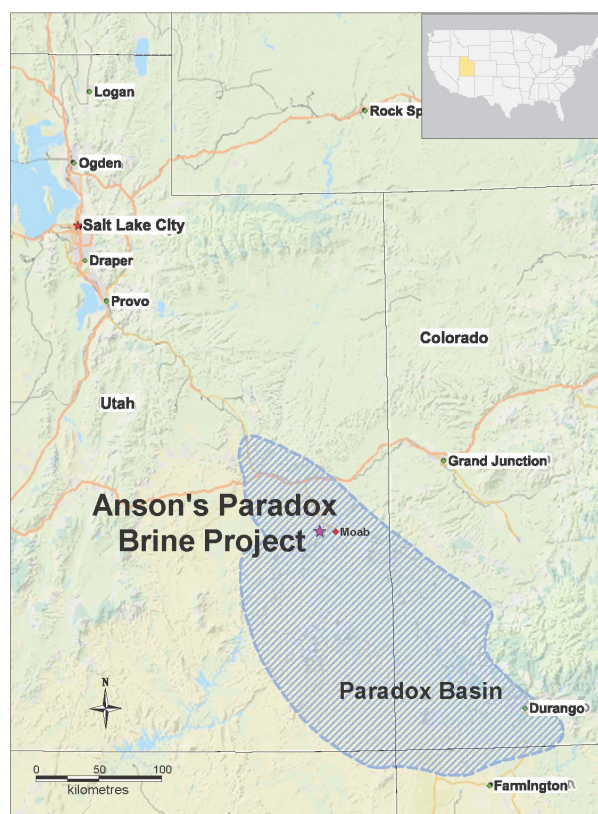 Logan
Rock Sp
Ogden
Salt Lake CIty
Draper
Provo
Colorado
Utah
Grand Junction
Anson's Paradox
Brine Project
Moab
Paradox Basin
N
Durango
0 50 100
kilometres
Farmington